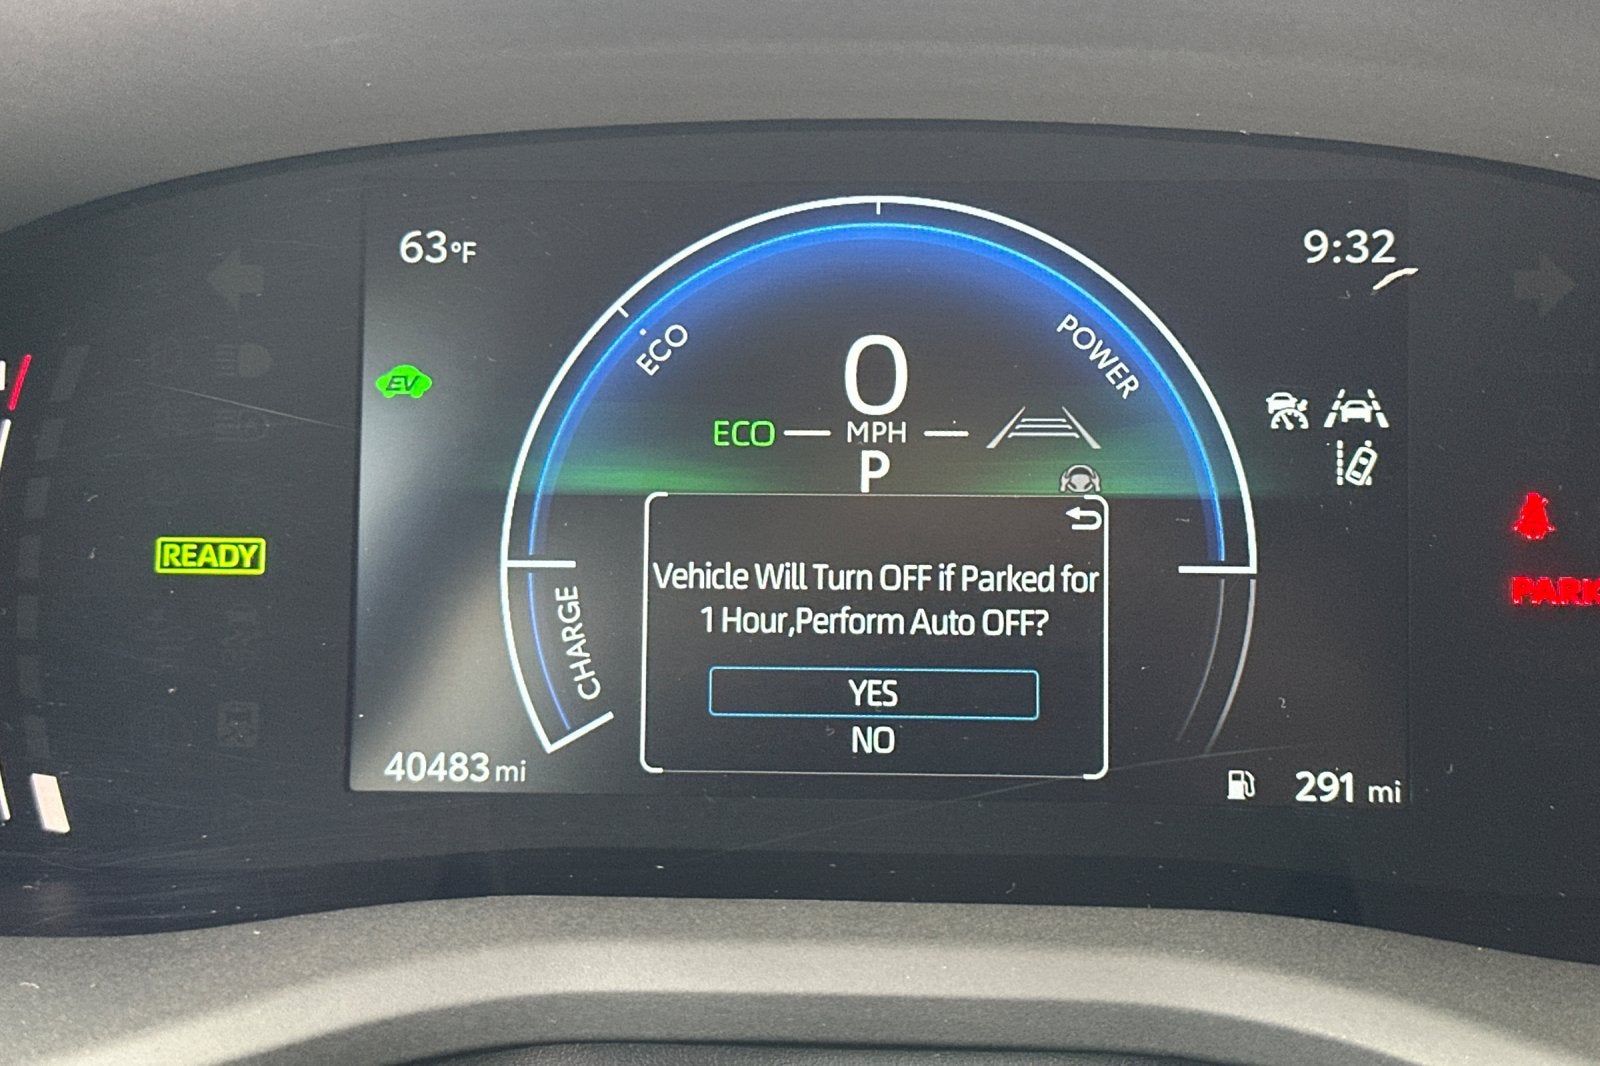 63°F
9:32
EV
ECO
POWER
0
ECO
MPH
P
READY
Vehicle Will Turn OFF if Parked for
1 Hour,Perform Auto OFF?
CHARGE
YES
NO
40483 mi
291 mi